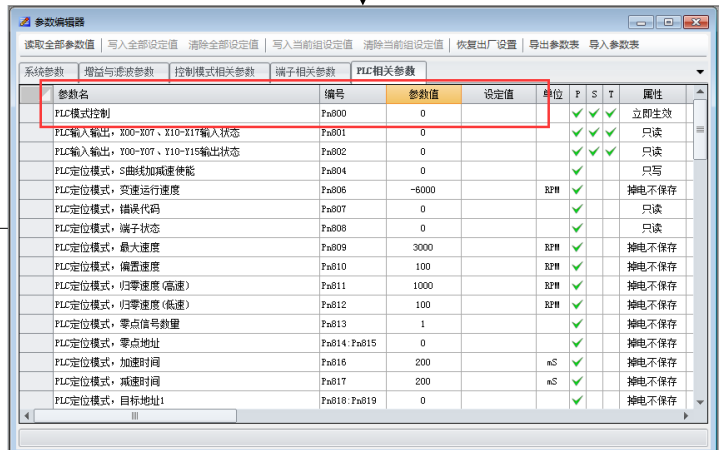 参数编辑器
读取全部参数值 写入全部设定值 清除全部设定值 写入当前组设定值 清除当前组设定值 恢复出厂设置 导出参数表 导入参数表
系统参数 增益与滤波参数 控制模式相关参数 端子相关参数 PLC相关参数
参数名 编号 参数值 设定值 单位 P S T 属性
PLC模式控制 Pn800 0 立即生效
PLC输入输出，X00-X07、X10-X17输入状态 Pn801 0 只读
PLC输入输出，Y00-Y07、Y10-Y15输出状态 Pn802 0 只读
PLC定位模式，S曲线加减速使能 Pn804 0 只写
PLC定位模式，变速运行速度 Pn806 -6000 RPM 掉电不保存
PLC定位模式，错误代码 Pn807 0 只读
PLC定位模式，端子状态 Pn808 0 只读
PLC定位模式，最大速度 Pn809 3000 RPM 掉电不保存
PLC定位模式，偏置速度 Pn810 100 RPM 掉电不保存
PLC定位模式，归零速度(高速) Pn811 1000 RPM 掉电不保存
PLC定位模式，归零速度(低速) Pn812 100 RPM 掉电不保存
PLC定位模式，零点信号数量 Pn813 1 掉电不保存
PLC定位模式，零点地址 Pn814:Pn815 0 掉电不保存
PLC定位模式，加速时间 Pn816 200 mS 掉电不保存
PLC定位模式，减速时间 Pn817 200 mS 掉电不保存
PLC定位模式，目标地址1 Pn818:Pn819 0 掉电不保存